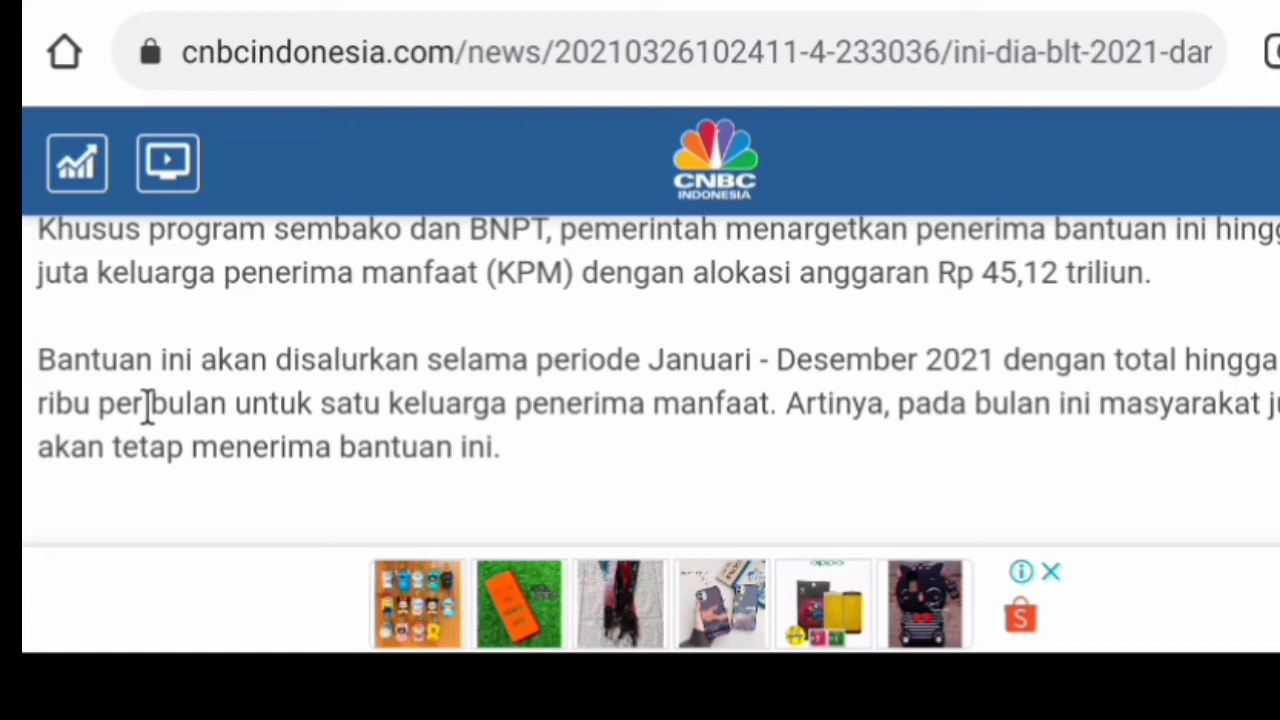 cnbcindonesia.com/news/20210326102411-4-233036/ini-dia-blt-2021-dar
CNBC
INDONESIA
Khusus program sembako dan BNPT, pemerintah menargetkan penerima bantuan ini
juta keluarga penerima manfaat (KPM) dengan alokasi anggaran Rp 45,12 triliun.
Bantuan ini akan disalurkan selama periode Januari - Desember 2021 dengan total hingga
ribu per bulan untuk satu keluarga penerima manfaat. Artinya, pada bulan ini masyarakat
akan tetap menerima bantuan ini.
oppo
S